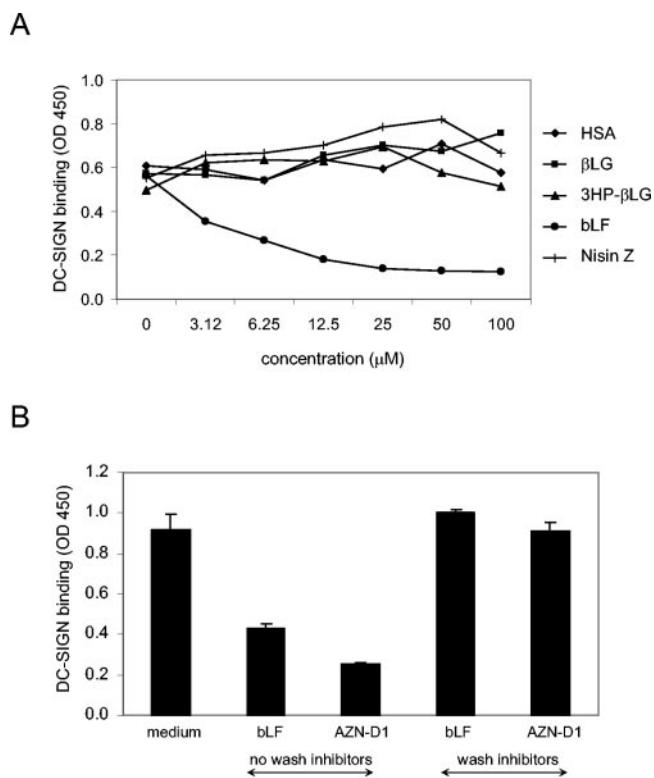 A
DC-SIGN binding (OD 450)
1.0
0.8
0.6
0.4
0.2
0.0
0 3.12 6.25 12.5 25 50 100
concentration (μM)
HSA
βLG
3HP-βLG
bLF
Nisin Z
B
DC-SIGN binding (OD 450)
1.2
1.0
0.8
0.6
0.4
0.2
0.0
medium bLF AZN-D1 bLF AZN-D1
no wash inhibitors wash inhibitors